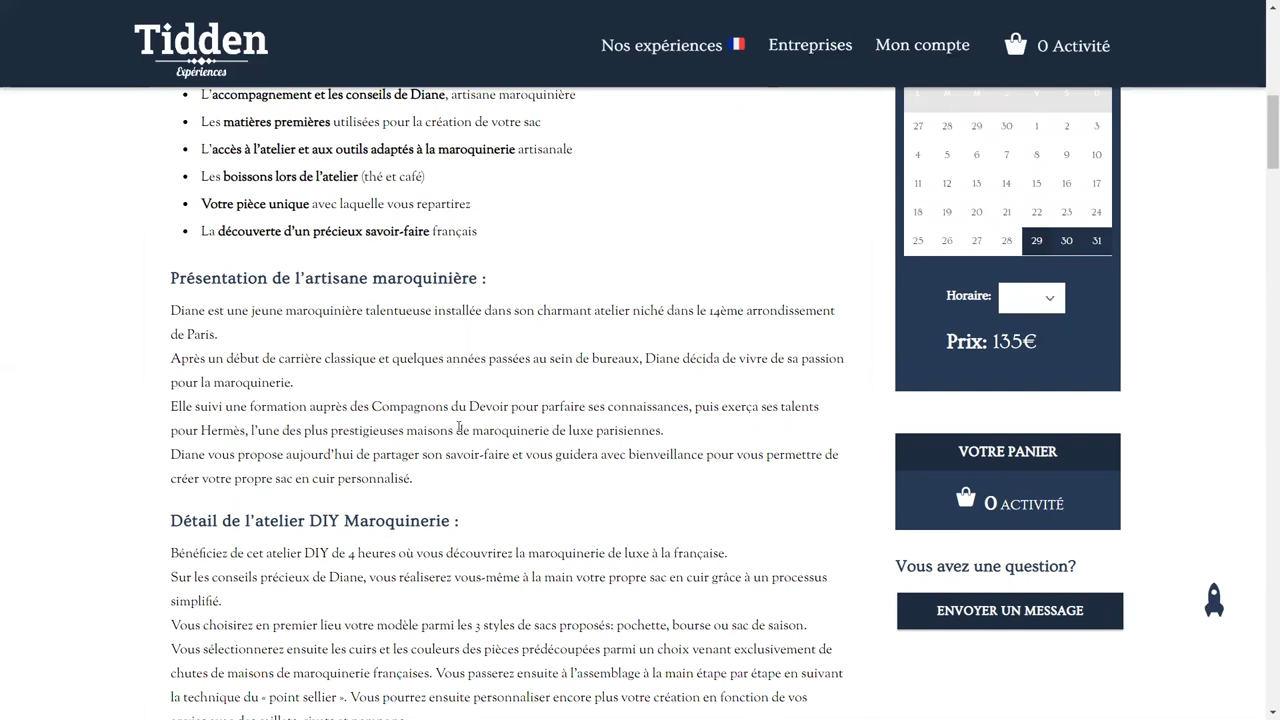 Tidden
Expériences
Nos expériences
Entreprises
Mon compte
0 Activité
L'accompagnement et les conseils de Diane, artisane maroquinière
Les matières premières utilisées pour la création de votre sac
L'accès à l'atelier et aux outils adaptés à la maroquinerie artisanale
Les boissons lors de l'atelier (thé et café)
Votre pièce unique avec laquelle vous repartirez
La découverte d'un précieux savoir-faire français
Présentation de l'artisane maroquinière :
Diane est une jeune maroquinière talentueuse installée dans son charmant atelier niché dans le 14ème arrondissement
de Paris.
Après un début de carrière classique et quelques années passées au sein de bureaux, Diane décida de vivre de sa passion
pour la maroquinerie.
Elle suivi une formation auprès des Compagnons du Devoir pour parfaire ses connaissances, puis exerça ses talents
pour Hermès, l'une des plus prestigieuses maisons de maroquinerie de luxe parisiennes.
Diane vous propose aujourd'hui de partager son savoir-faire et vous guidera avec bienveillance pour vous permettre de
créer votre propre sac en cuir personnalisé.
Détail de l'atelier DIY Maroquinerie :
Bénéficiez de cet atelier DIY de 4 heures où vous découvrirez la maroquinerie de luxe à la française.
Sur les conseils précieux de Diane, vous réaliserez vous-même à la main votre propre sac en cuir grâce à un processus
simplifié.
Vous choisirez en premier lieu votre modèle parmi les 3 styles de sacs proposés: pochette, bourse ou sac de saison.
Vous sélectionnerez ensuite les cuirs et les couleurs des pièces prédécoupées parmi un choix venant exclusivement de
chutes de maisons de maroquinerie françaises. Vous passerez ensuite à l'assemblage à la main étape par étape en suivant
la technique du « point sellier ». Vous pourrez ensuite personnaliser encore plus votre création en fonction de vos
L M M J V S D
27 28 29 30 1 2 3
4 5 6 7 8 9 10
11 12 13 14 15 16 17
18 19 20 21 22 23 24
25 26 27 28 29 30 31
Horaire:
Prix: 135€
VOTRE PANIER
0 ACTIVITÉ
Vous avez une question?
ENVOYER UN MESSAGE